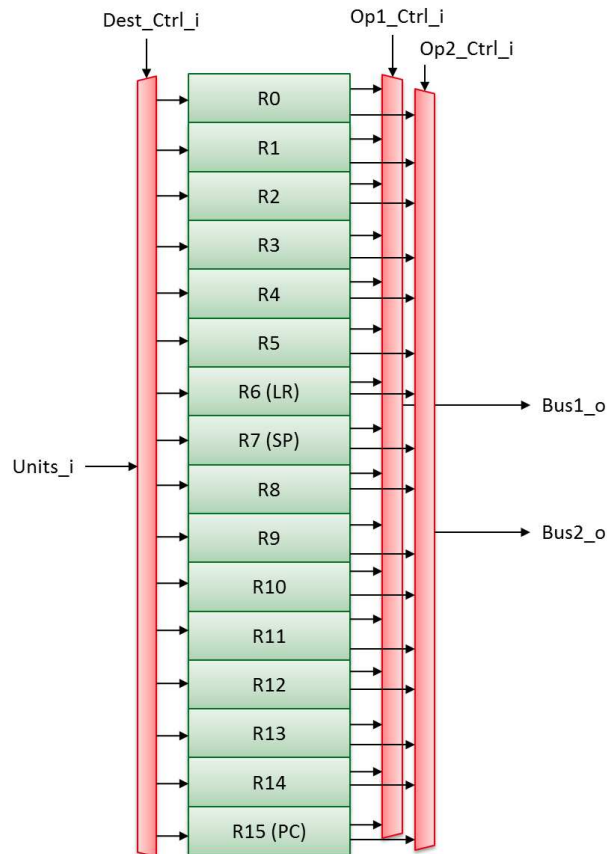 Dest_Ctrl_i
Op1_Ctrl_i
Op2_Ctrl_i
R0
R1
R2
R3
R4
R5
R6 (LR)
Bus1_o
R7 (SP)
Units_i
R8
Bus2_o
R9
R10
R11
R12
R13
R14
R15 (PC)